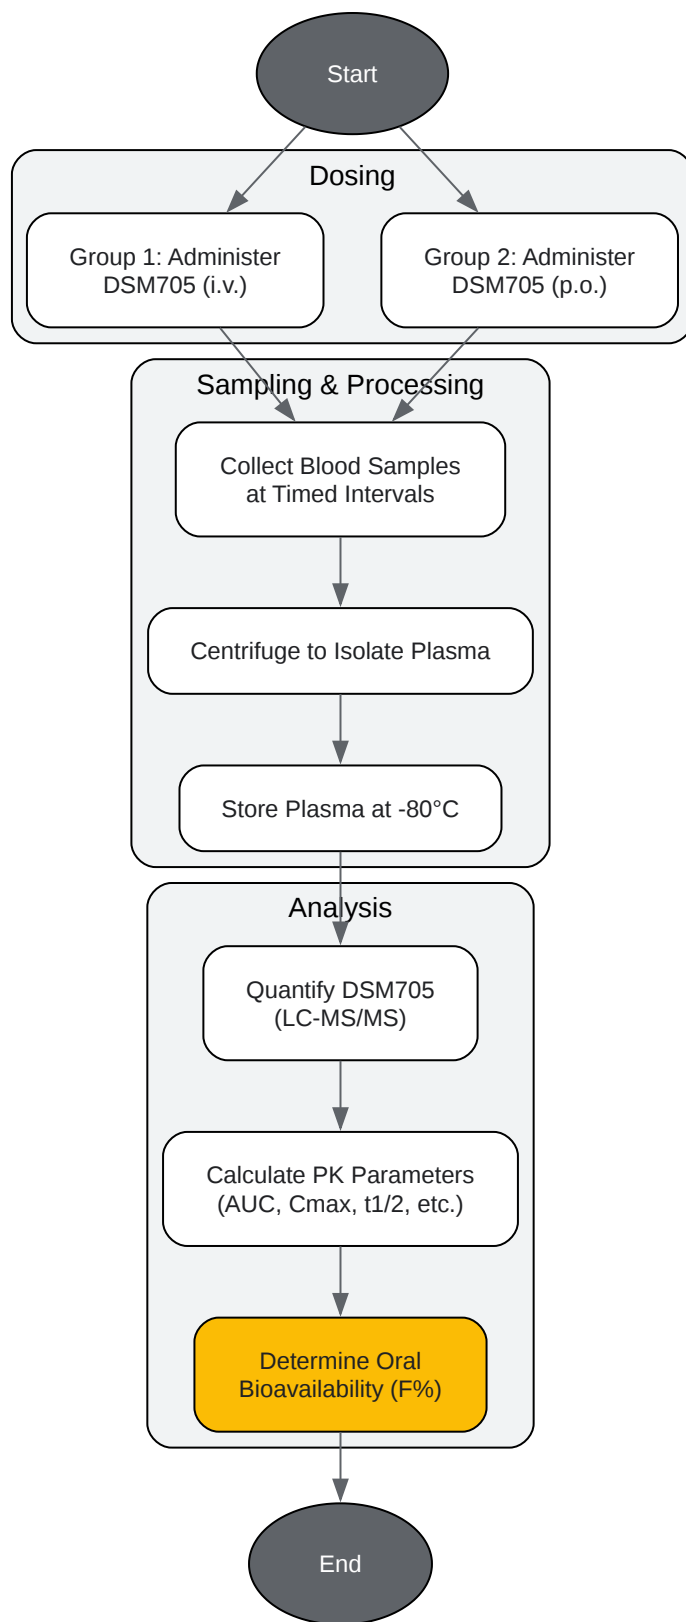 Start
Dosing
Group 1: Administer
DSM705 (i.v.)
Group 2: Administer
DSM705 (p.o.)
Sampling & Processing
Collect Blood Samples
at Timed Intervals
Centrifuge to Isolate Plasma
Store Plasma at -80°C
Analysis
Quantify DSM705
(LC-MS/MS)
Calculate PK Parameters
(AUC, Cmax, t1/2, etc.)
Determine Oral
Bioavailability (F%)
End